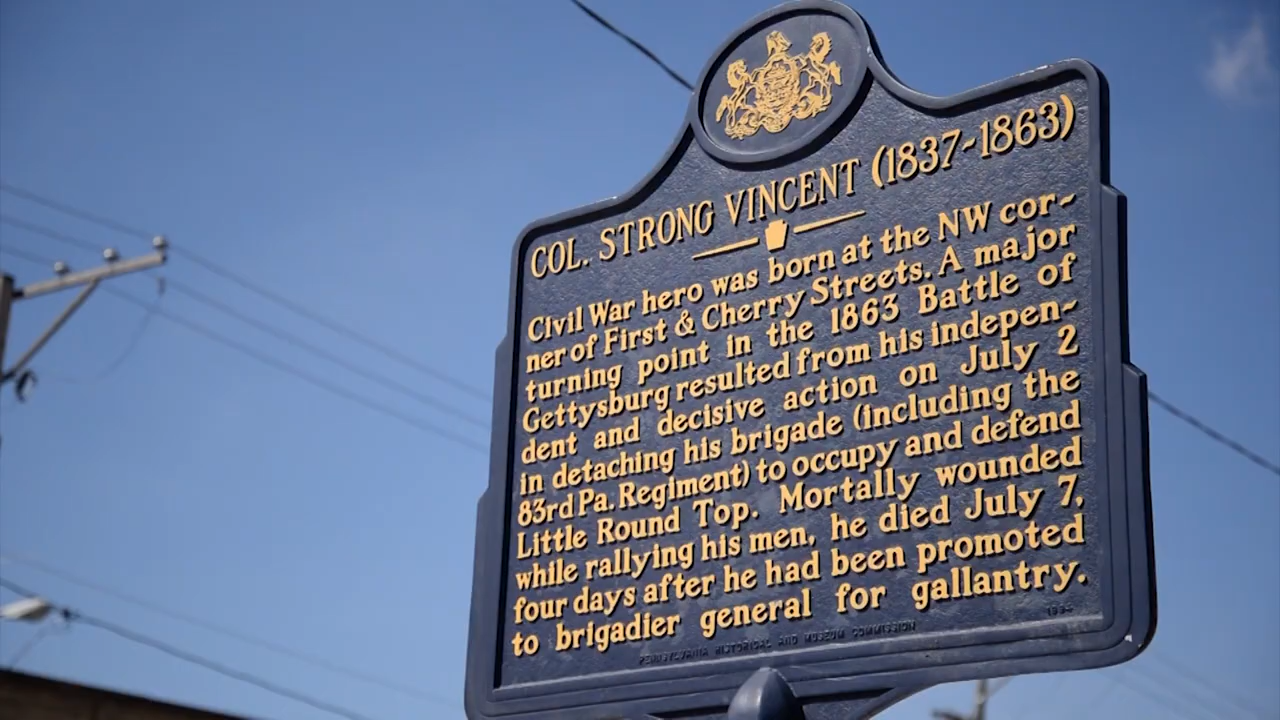 COL. STRONG VINCENT (1837-1863)
Civil War hero was born at the NW cor-
ner of First & Cherry Streets. A major
turning point in the 1863 Battle of
Gettysburg resulted from his indepen-
dent and decisive action on July 2
in detaching his brigade (including the
83rd Pa. Regiment) to occupy and defend
Little Round Top. Mortally wounded
while rallying his men, he died July 7,
four days after he had been promoted
to brigadier general for gallantry.
PENNSYLVANIA HISTORICAL AND MUSEUM COMMISSION